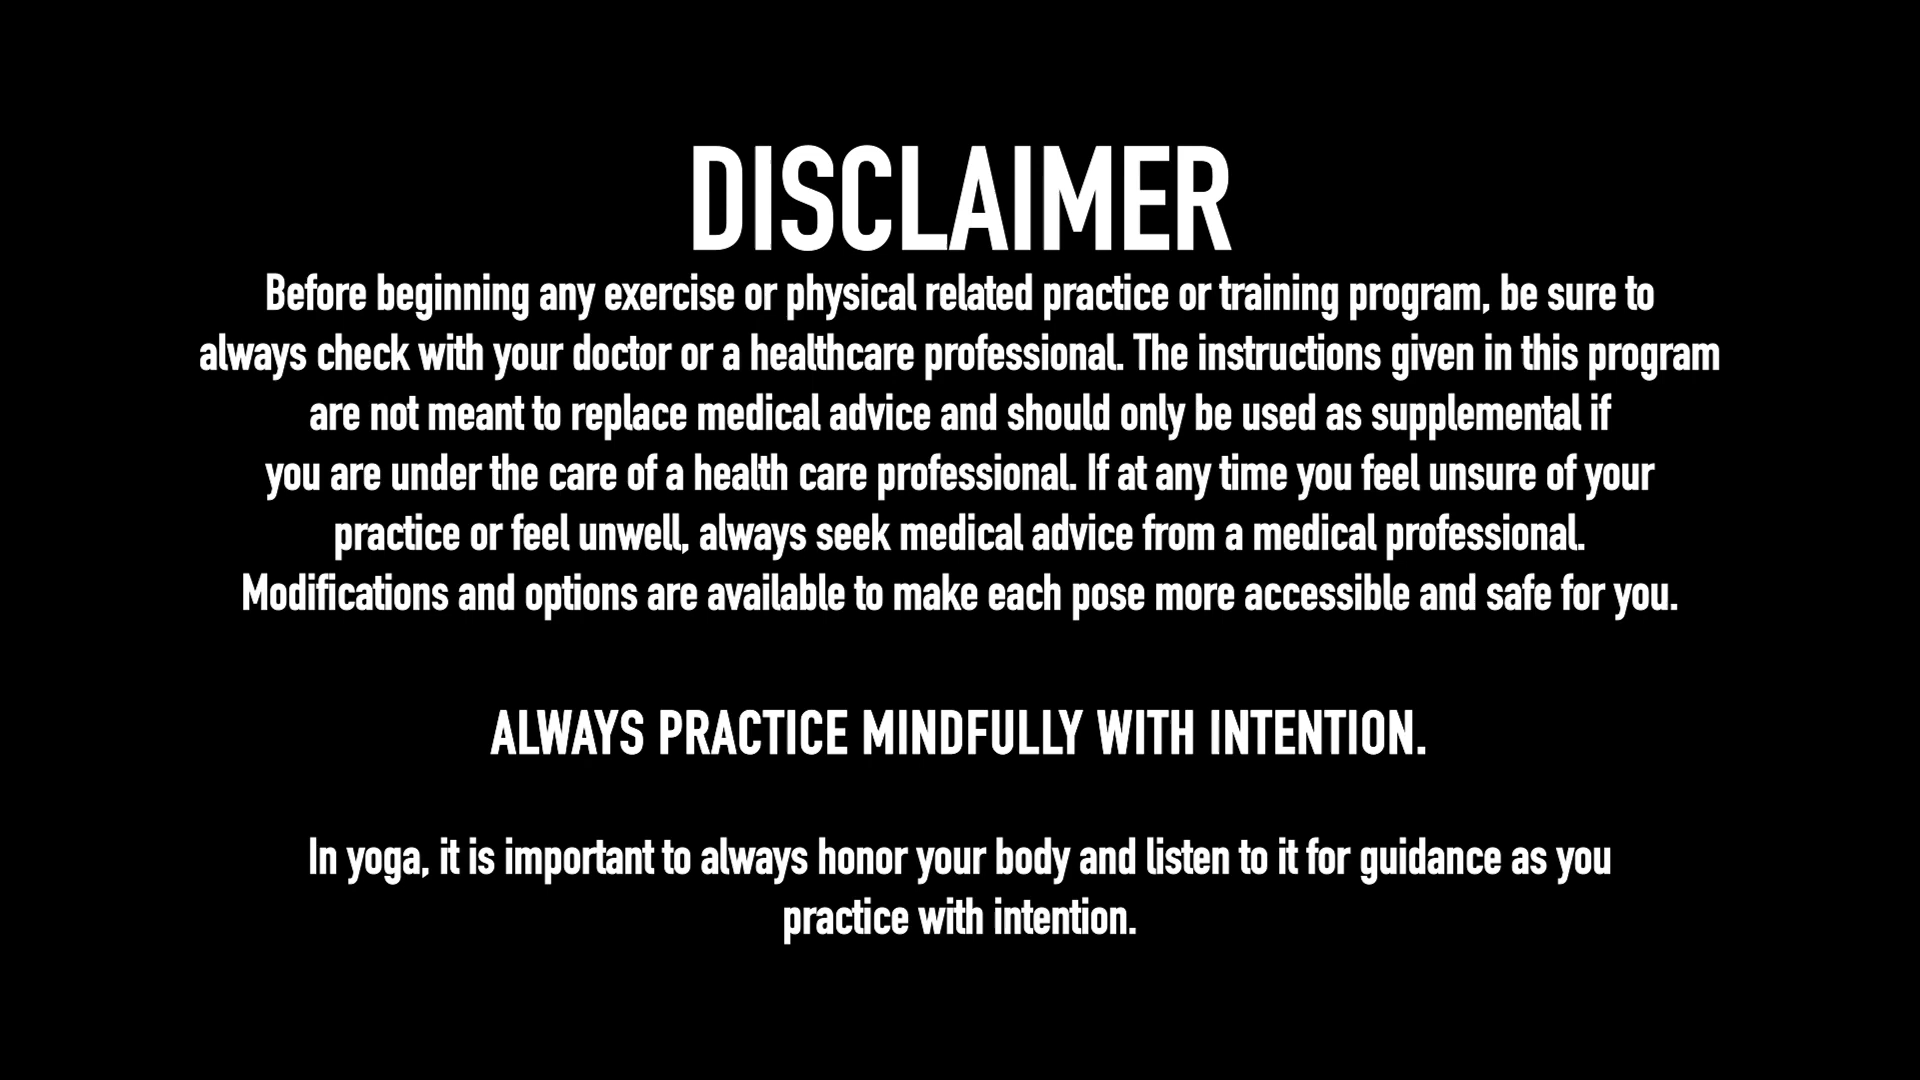 DISCLAIMER
Before beginning any exercise or physical related practice or training program, be sure to
always check with your doctor or a healthcare professional. The instructions given in this program
are not meant to replace medical advice and should only be used as supplemental if
you are under the care of a health care professional. If at any time you feel unsure of your
practice or feel unwell, always seek medical advice from a medical professional.
Modifications and options are available to make each pose more accessible and safe for you.
ALWAYS PRACTICE MINDFULLY WITH INTENTION.
In yoga, it is important to always honor your body and listen to it for guidance as you
practice with intention.